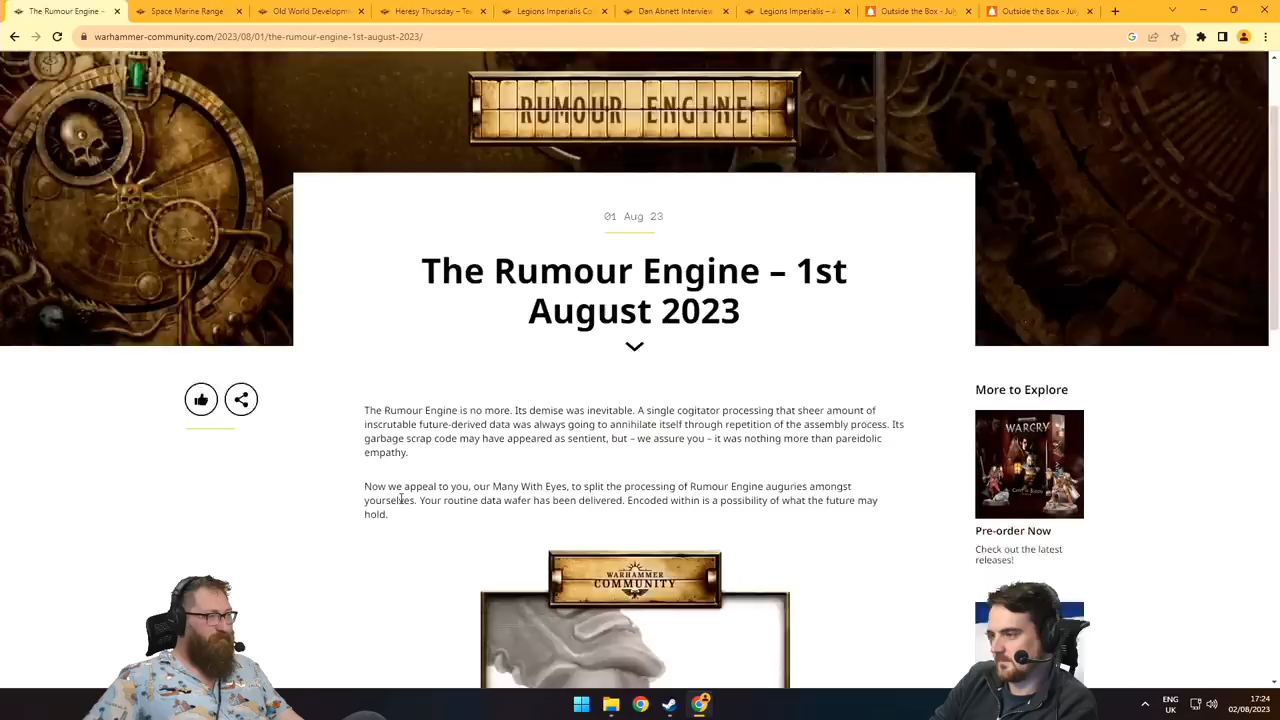 The Rumour Engine –
Space Marine Range
Old World Developm
Heresy Thursday – Te
Legions Imperialis Co
Dan Abnett Interview
Legions Imperialis –
Outside the Box - July
Outside the Box - July
warhammer-community.com/2023/08/01/the-rumour-engine-1st-august-2023/
RUMOUR ENGINE
01 Aug 23
The Rumour Engine – 1st
August 2023
The Rumour Engine is no more. Its demise was inevitable. A single cogitator processing that sheer amount of
inscrutable future-derived data was always going to annihilate itself through repetition of the assembly process. Its
garbage scrap code may have appeared as sentient, but – we assure you – it was nothing more than pareidolic
empathy.
Now we appeal to you, our Many With Eyes, to split the processing of Rumour Engine auguries amongst
yourselves. Your routine data wafer has been delivered. Encoded within is a possibility of what the future may
hold.
WARHAMMER
COMMUNITY
More to Explore
WARCRY
Pre-order Now
Check out the latest
releases!
ENG
UK
17:24
02/08/2023